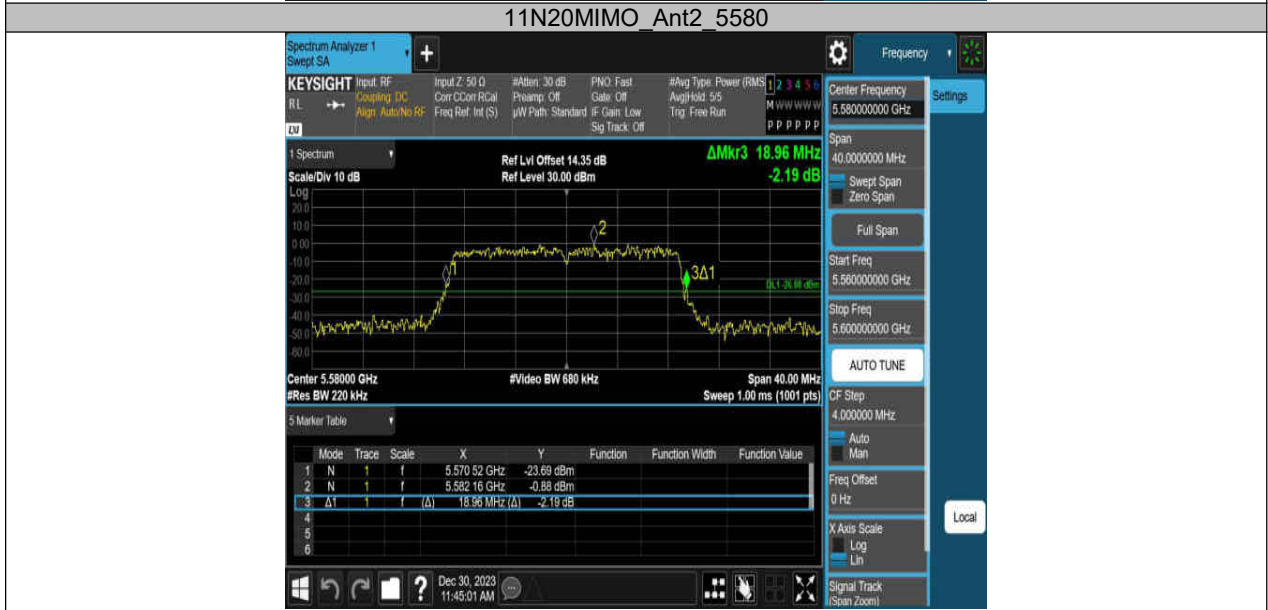 11N20MIMO_Ant2_5580
Spectrum Analyzer 1
Swept SA
+
Frequency
KEYSIGHT
RL
LXI
Input: RF
Coupling: DC
Align: Auto/No RF
Input Z: 50 Ω
Corr CCorr RCal
Freq Ref: Int (S)
#Atten: 30 dB
Preamp: Off
µW Path: Standard
PNO: Fast
Gate: Off
IF Gain: Low
Sig Track: Off
#Avg Type: Power (RMS
Avg|Hold: 5/5
Trig: Free Run
1 2 3 4 5 6
M W W W W W
P P P P P P
Center Frequency
5.580000000 GHz
Settings
Span
40.0000000 MHz
Swept Span
Zero Span
Full Span
Start Freq
5.560000000 GHz
Stop Freq
5.600000000 GHz
AUTO TUNE
CF Step
4.000000 MHz
Auto
Man
Freq Offset
0 Hz
X Axis Scale
Log
Lin
Signal Track
(Span Zoom)
Local
1 Spectrum
Scale/Div 10 dB
Ref Lvl Offset 14.35 dB
Ref Level 30.00 dBm
ΔMkr3 18.96 MHz
-2.19 dB
Log
20.0
10.0
0.00
-10.0
-20.0
-30.0
-40.0
-50.0
-60.0
1
2
3Δ1
DL1 -26.88 dBm
Center 5.58000 GHz
#Res BW 220 kHz
#Video BW 680 kHz
Span 40.00 MHz
Sweep 1.00 ms (1001 pts)
5 Marker Table
Mode Trace Scale X Y Function Function Width Function Value
1 N 1 f 5.570 52 GHz -23.69 dBm
2 N 1 f 5.582 16 GHz -0.88 dBm
3 Δ1 1 f (Δ) 18.96 MHz (Δ) -2.19 dB
4
5
6
?
Dec 30, 2023
11:45:01 AM